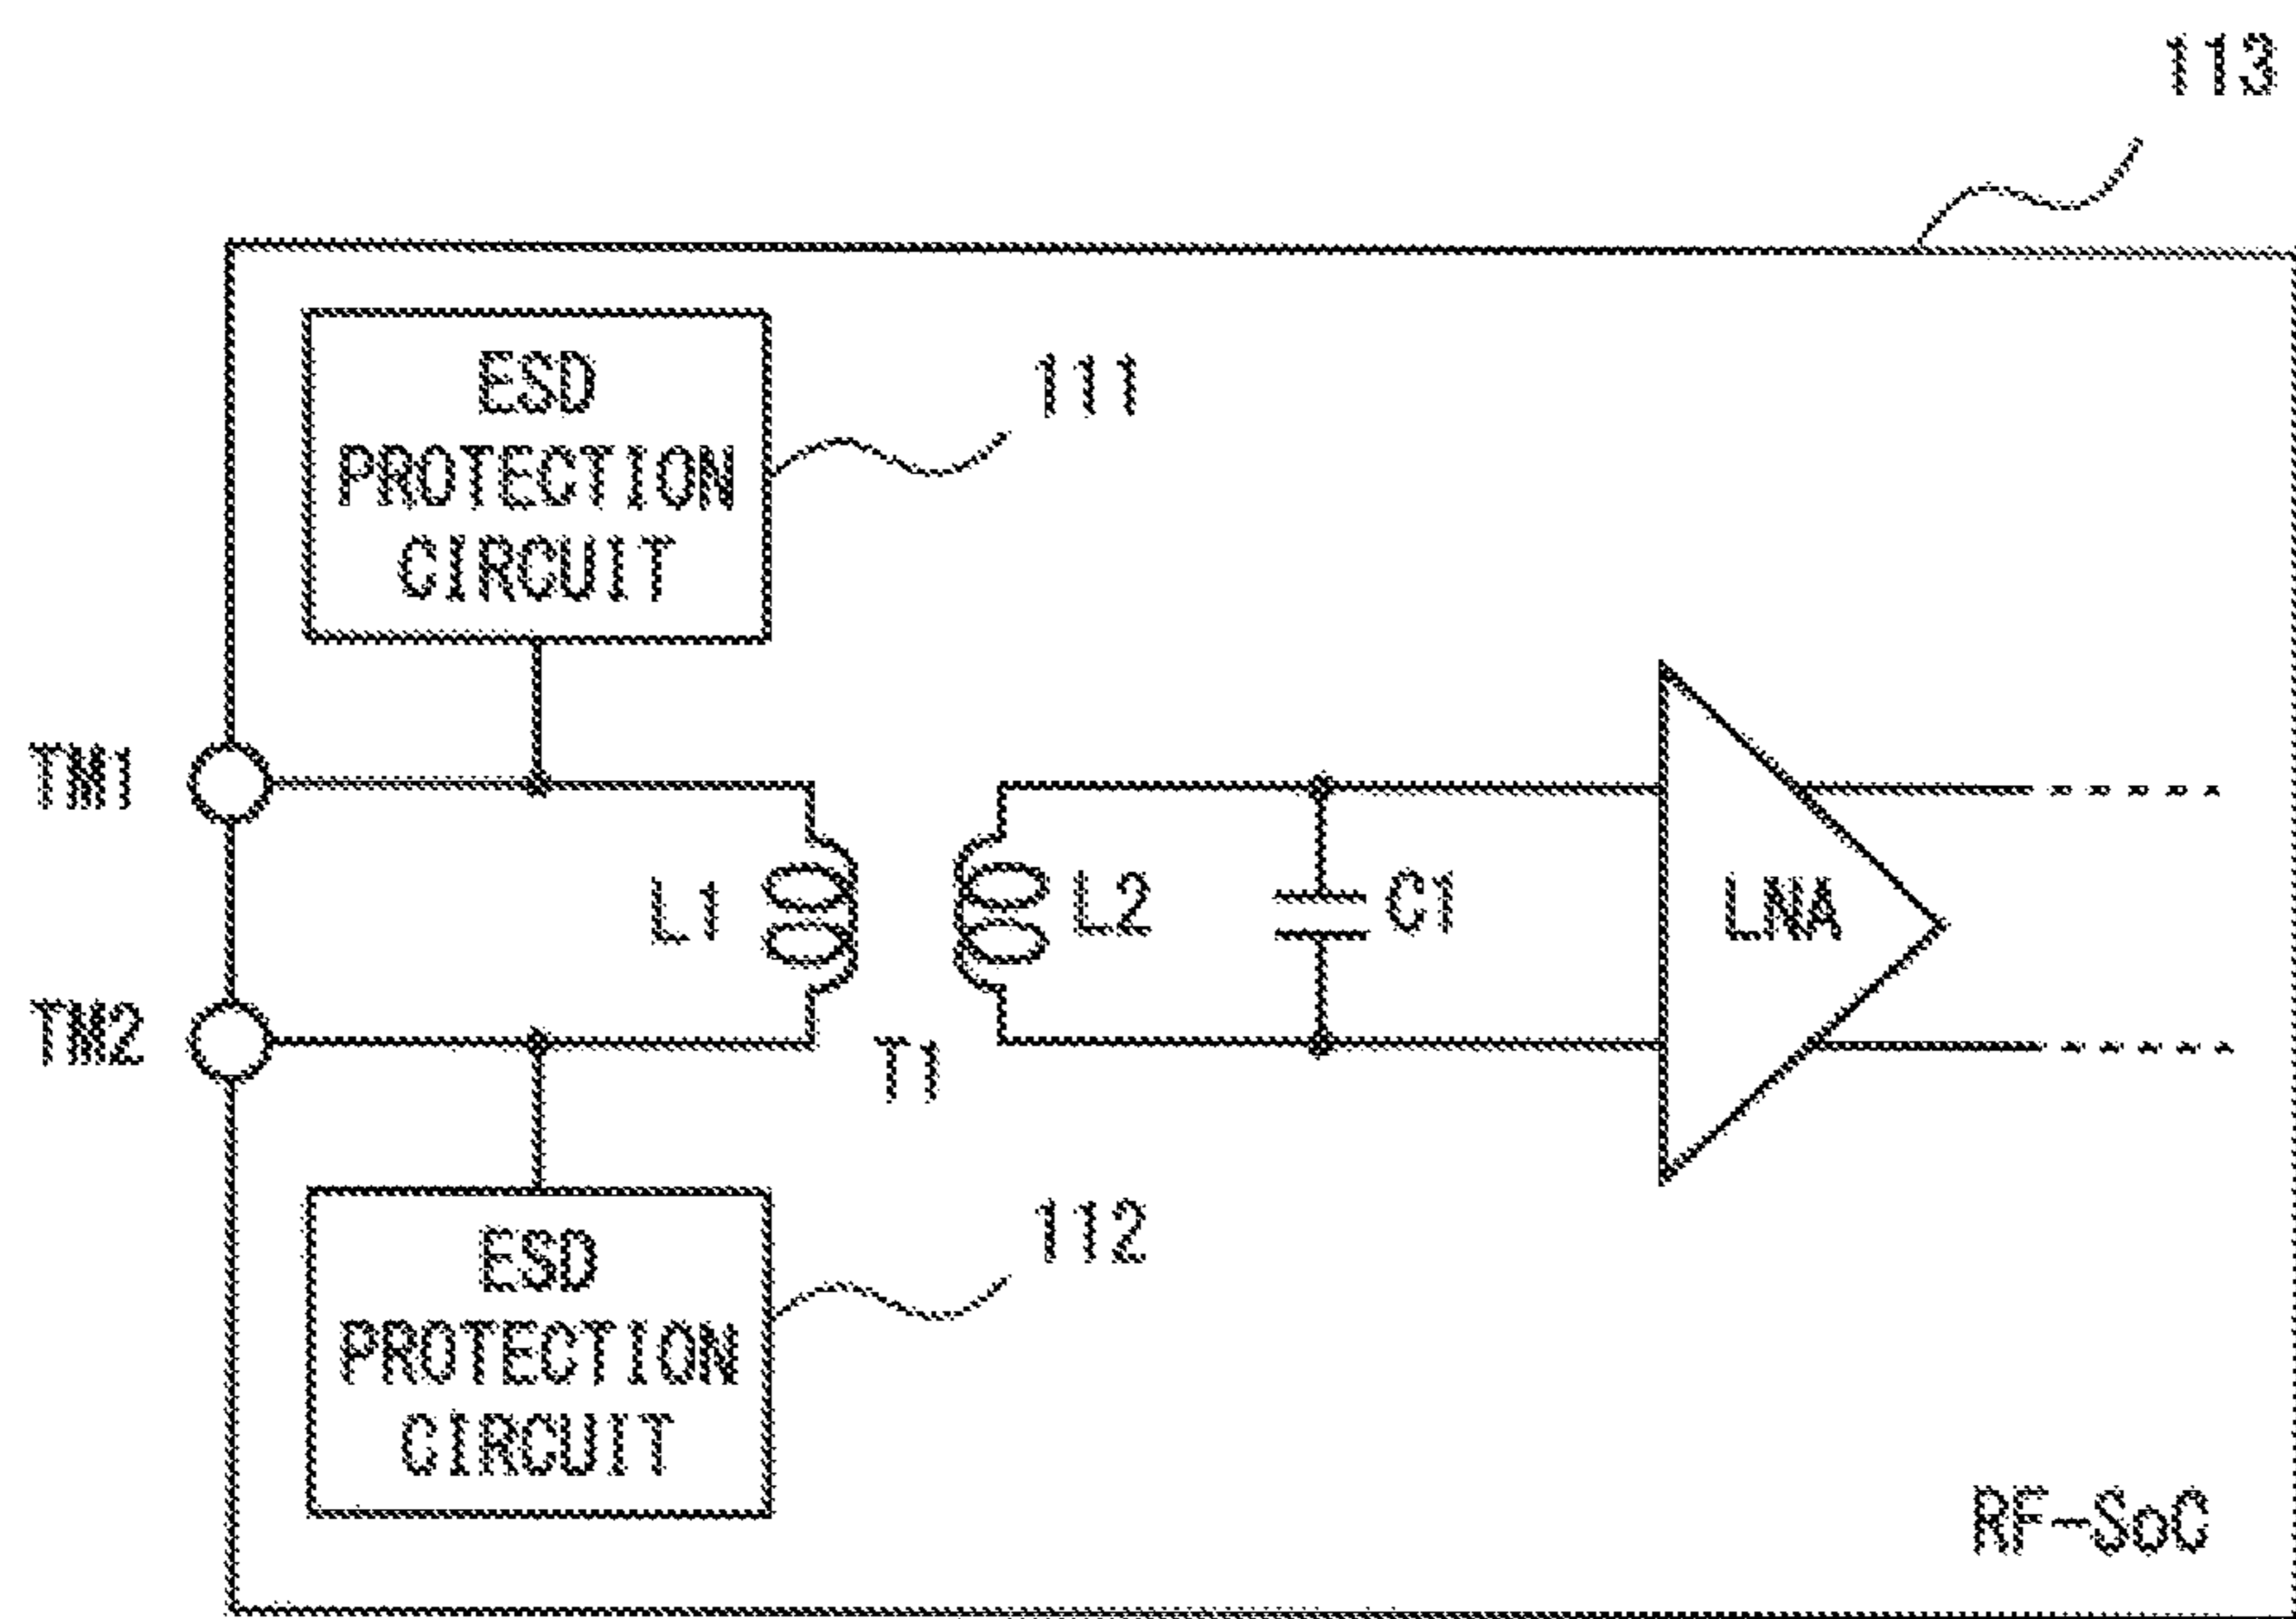 113
ESD
PROTECTION
CIRCUIT
111
TM1
L1
L2
C1
LNA
TM2
T1
ESD
PROTECTION
CIRCUIT
112
RF-SoC